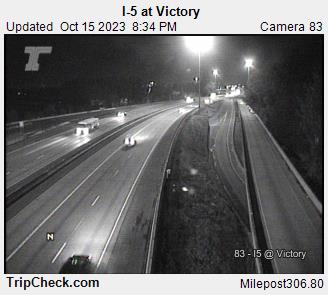 I-5 at Victory
Updated Oct 15 2023 8:34 PM Camera 83
T
N
83 - I5 @ Victory
TripCheck.com Milepost306.80